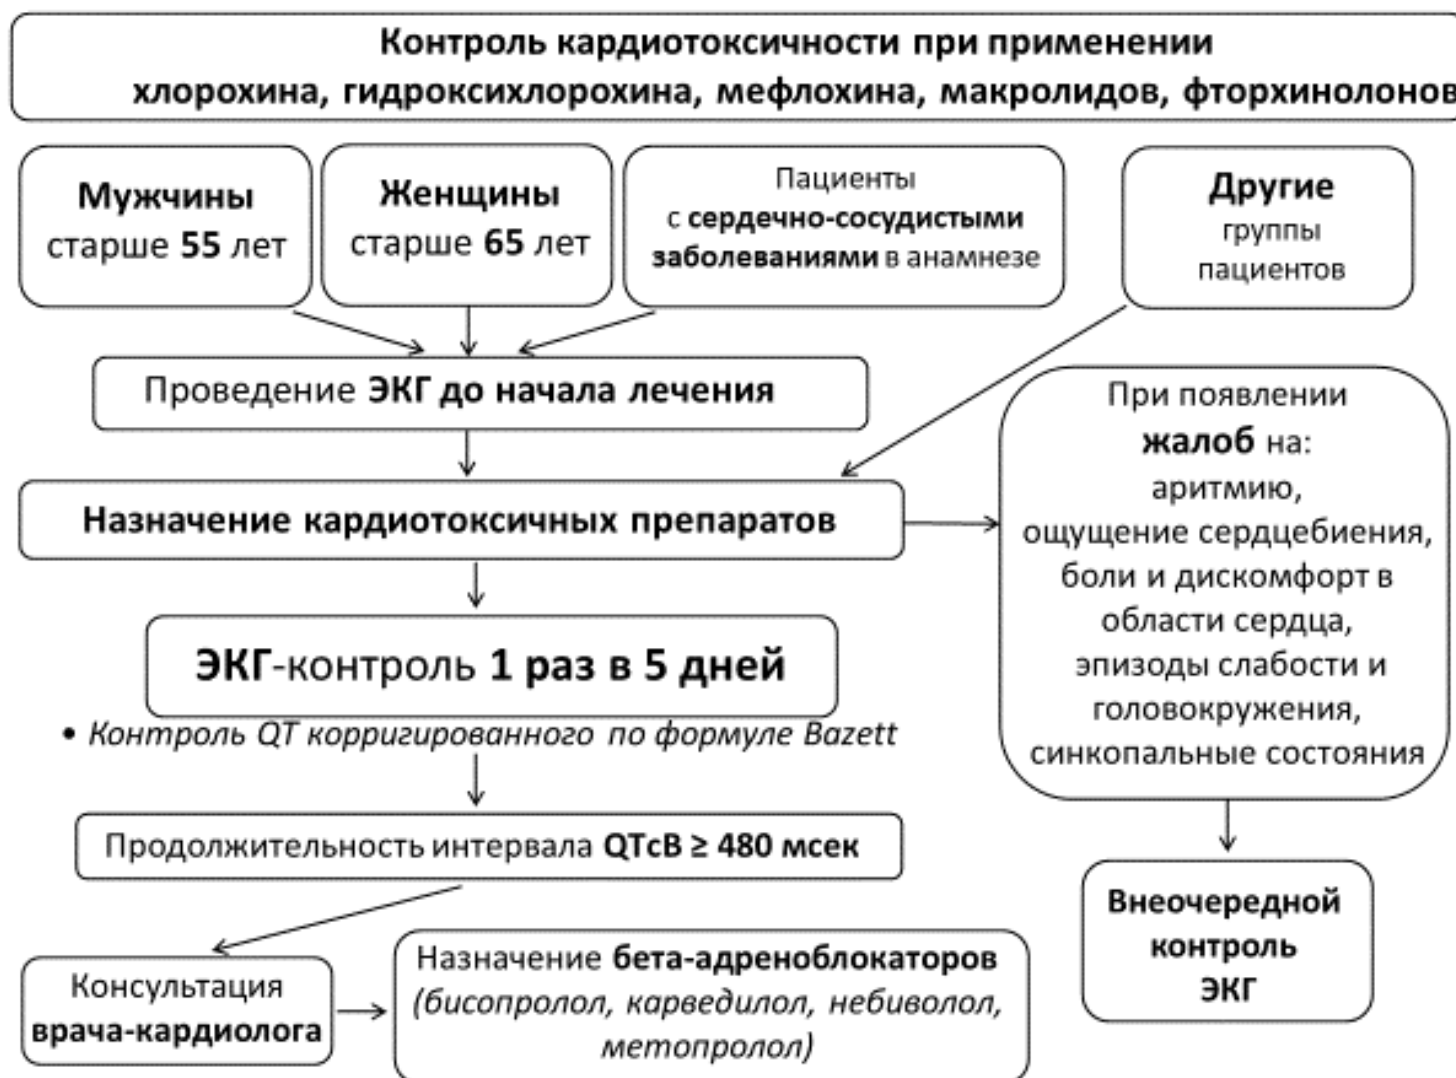 Контроль кардиотоксичности при применении
хлорохина, гидроксихлорохина, мефлохина, макролидов, фторхинолонов
Мужчины
старше 55 лет
Женщины
старше 65 лет
Пациенты
с сердечно-сосудистыми
заболеваниями в анамнезе
Другие
группы
пациентов
Проведение ЭКГ до начала лечения
Назначение кардиотоксичных препаратов
При появлении
жалоб на:
аритмию,
ощущение сердцебиения,
боли и дискомфорт в
области сердца,
эпизоды слабости и
головокружения,
синкопальные состояния
ЭКГ-контроль 1 раз в 5 дней
• Контроль QT корригированного по формуле Bazett
Продолжительность интервала QTcB ≥ 480 мсек
Внеочередной
контроль
ЭКГ
Консультация
врача-кардиолога
Назначение бета-адреноблокаторов
(бисопролол, карведилол, небиволол,
метопролол)